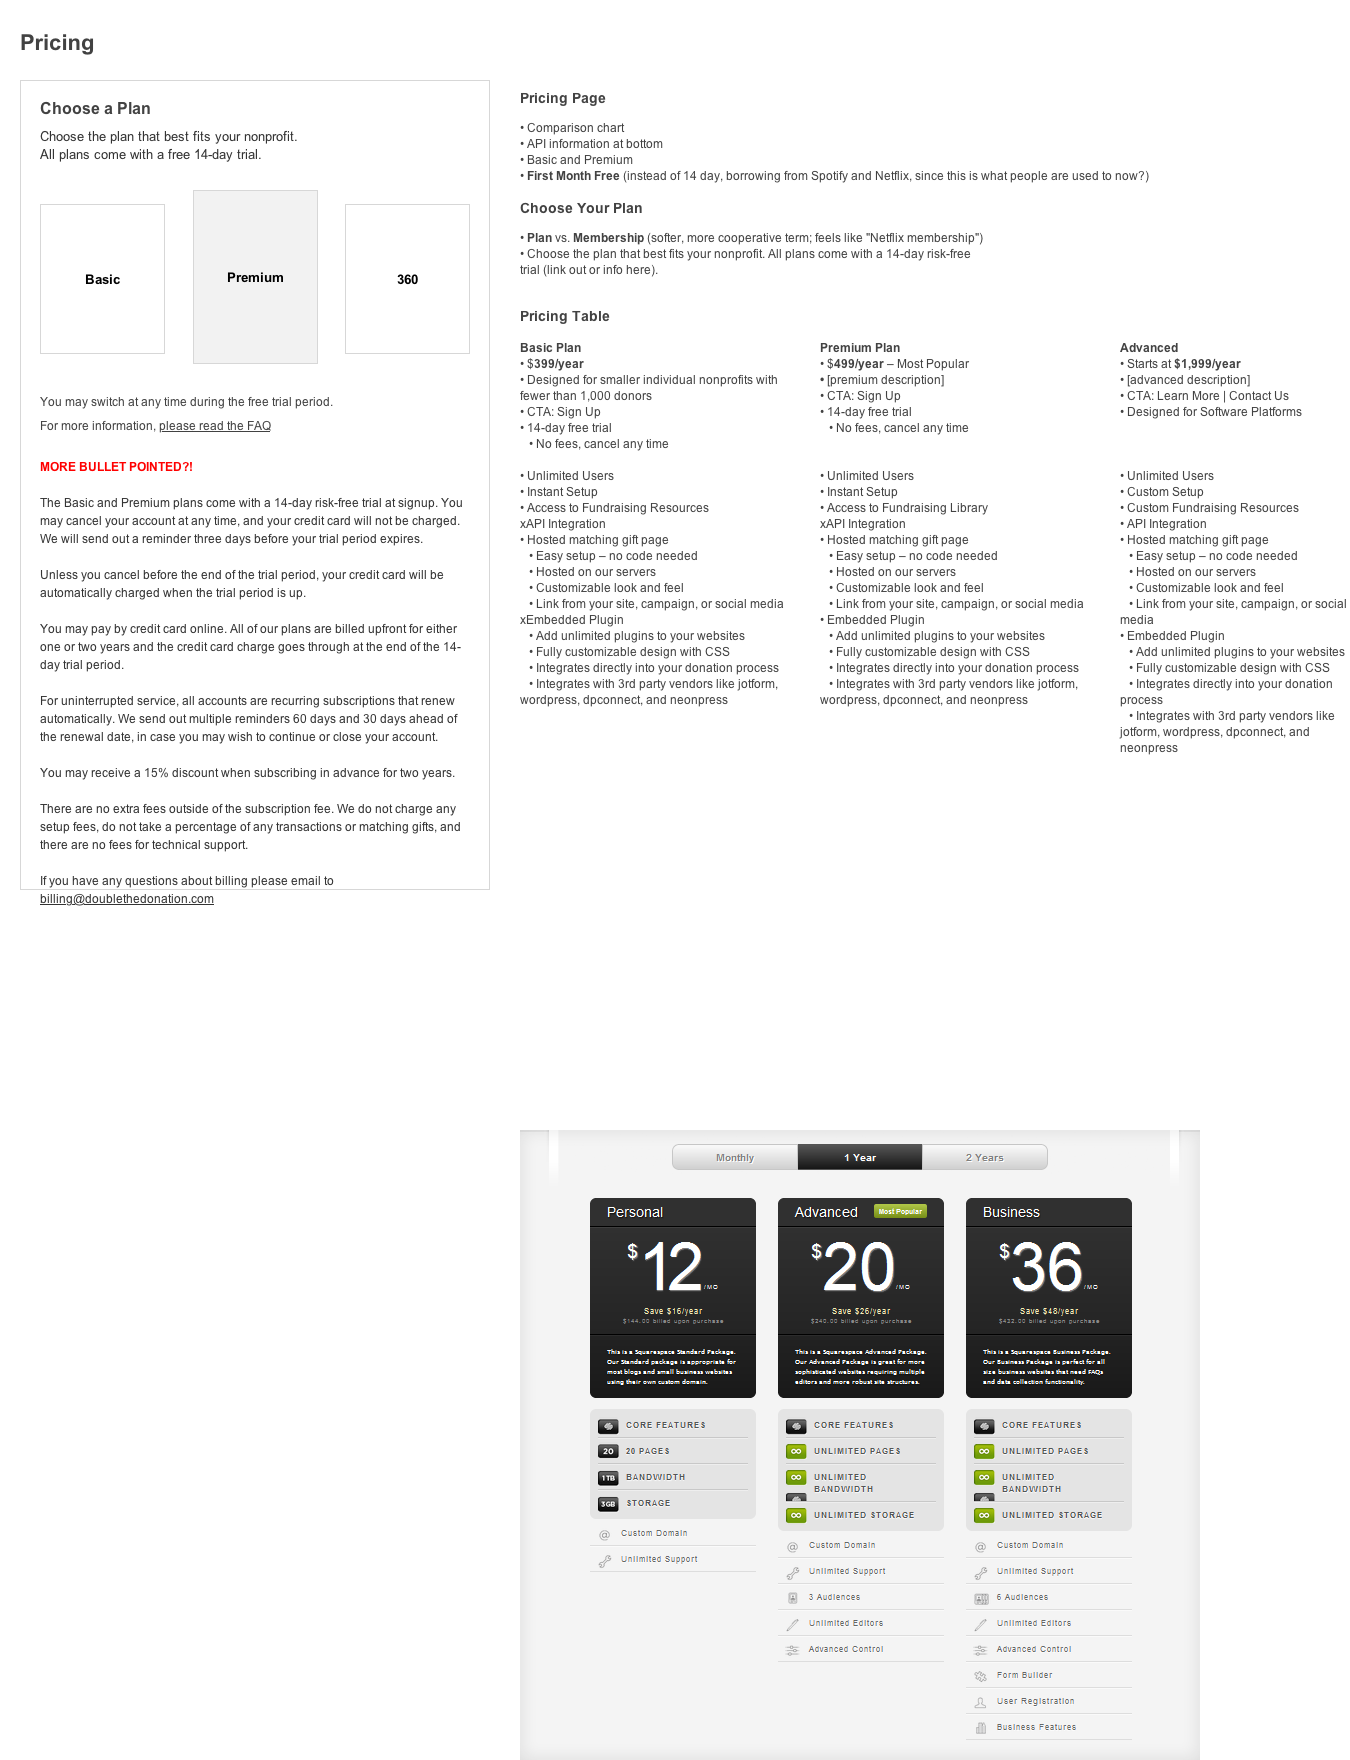 Pricing
Choose a Plan
Choose the plan that best fits your nonprofit.
All plans come with a free 14-day trial.
Basic
Premium
360
You may switch at any time during the free trial period.
For more information, please read the FAQ
MORE BULLET POINTED?!
The Basic and Premium plans come with a 14-day risk-free trial at signup. You
may cancel your account at any time, and your credit card will not be charged.
We will send out a reminder three days before your trial period expires.
Unless you cancel before the end of the trial period, your credit card will be
automatically charged when the trial period is up.
You may pay by credit card online. All of our plans are billed upfront for either
one or two years and the credit card charge goes through at the end of the 14-
day trial period.
For uninterrupted service, all accounts are recurring subscriptions that renew
automatically. We send out multiple reminders 60 days and 30 days ahead of
the renewal date, in case you may wish to continue or close your account.
You may receive a 15% discount when subscribing in advance for two years.
There are no extra fees outside of the subscription fee. We do not charge any
setup fees, do not take a percentage of any transactions or matching gifts, and
there are no fees for technical support.
If you have any questions about billing please email to
billing@doublethedonation.com
Pricing Page
• Comparison chart
• API information at bottom
• Basic and Premium
• First Month Free (instead of 14 day, borrowing from Spotify and Netflix, since this is what people are used to now?)
Choose Your Plan
• Plan vs. Membership (softer, more cooperative term; feels like "Netflix membership")
• Choose the plan that best fits your nonprofit. All plans come with a 14-day risk-free
trial (link out or info here).
Pricing Table
Basic Plan
• $399/year
• Designed for smaller individual nonprofits with
fewer than 1,000 donors
• CTA: Sign Up
• 14-day free trial
• No fees, cancel any time
• Unlimited Users
• Instant Setup
• Access to Fundraising Resources
xAPI Integration
• Hosted matching gift page
• Easy setup – no code needed
• Hosted on our servers
• Customizable look and feel
• Link from your site, campaign, or social media
xEmbedded Plugin
• Add unlimited plugins to your websites
• Fully customizable design with CSS
• Integrates directly into your donation process
• Integrates with 3rd party vendors like jotform,
wordpress, dpconnect, and neonpress
Premium Plan
• $499/year – Most Popular
• [premium description]
• CTA: Sign Up
• 14-day free trial
• No fees, cancel any time
• Unlimited Users
• Instant Setup
• Access to Fundraising Library
xAPI Integration
• Hosted matching gift page
• Easy setup – no code needed
• Hosted on our servers
• Customizable look and feel
• Link from your site, campaign, or social media
• Embedded Plugin
• Add unlimited plugins to your websites
• Fully customizable design with CSS
• Integrates directly into your donation process
• Integrates with 3rd party vendors like jotform,
wordpress, dpconnect, and neonpress
Advanced
• Starts at $1,999/year
• [advanced description]
• CTA: Learn More | Contact Us
• Designed for Software Platforms
• Unlimited Users
• Custom Setup
• Custom Fundraising Resources
• API Integration
• Hosted matching gift page
• Easy setup – no code needed
• Hosted on our servers
• Customizable look and feel
• Link from your site, campaign, or social
media
• Embedded Plugin
• Add unlimited plugins to your websites
• Fully customizable design with CSS
• Integrates directly into your donation
process
• Integrates with 3rd party vendors like
jotform, wordpress, dpconnect, and
neonpress
Monthly
1 Year
2 Years
Personal
$12/MO
Save $16/year
$144.00 billed upon purchase
This is a Squarespace Standard Package.
Our Standard package is appropriate for
most blogs and small business websites
using their own custom domain.
CORE FEATURES
20 20 PAGES
1TB BANDWIDTH
3GB STORAGE
@ Custom Domain
Unlimited Support
Advanced Most Popular
$20/MO
Save $26/year
$240.00 billed upon purchase
This is a Squarespace Advanced Package.
Our Advanced Package is great for more
sophisticated websites requiring multiple
editors and more robust site structures.
CORE FEATURES
∞ UNLIMITED PAGES
∞ UNLIMITED
BANDWIDTH
∞ UNLIMITED STORAGE
@ Custom Domain
Unlimited Support
3 Audiences
Unlimited Editors
Advanced Control
Business
$36/MO
Save $48/year
$432.00 billed upon purchase
This is a Squarespace Business Package.
Our Business Package is perfect for all
size business websites that need FAQs
and data collection functionality.
CORE FEATURES
∞ UNLIMITED PAGES
∞ UNLIMITED
BANDWIDTH
∞ UNLIMITED STORAGE
@ Custom Domain
Unlimited Support
6 Audiences
Unlimited Editors
Advanced Control
Form Builder
User Registration
Business Features